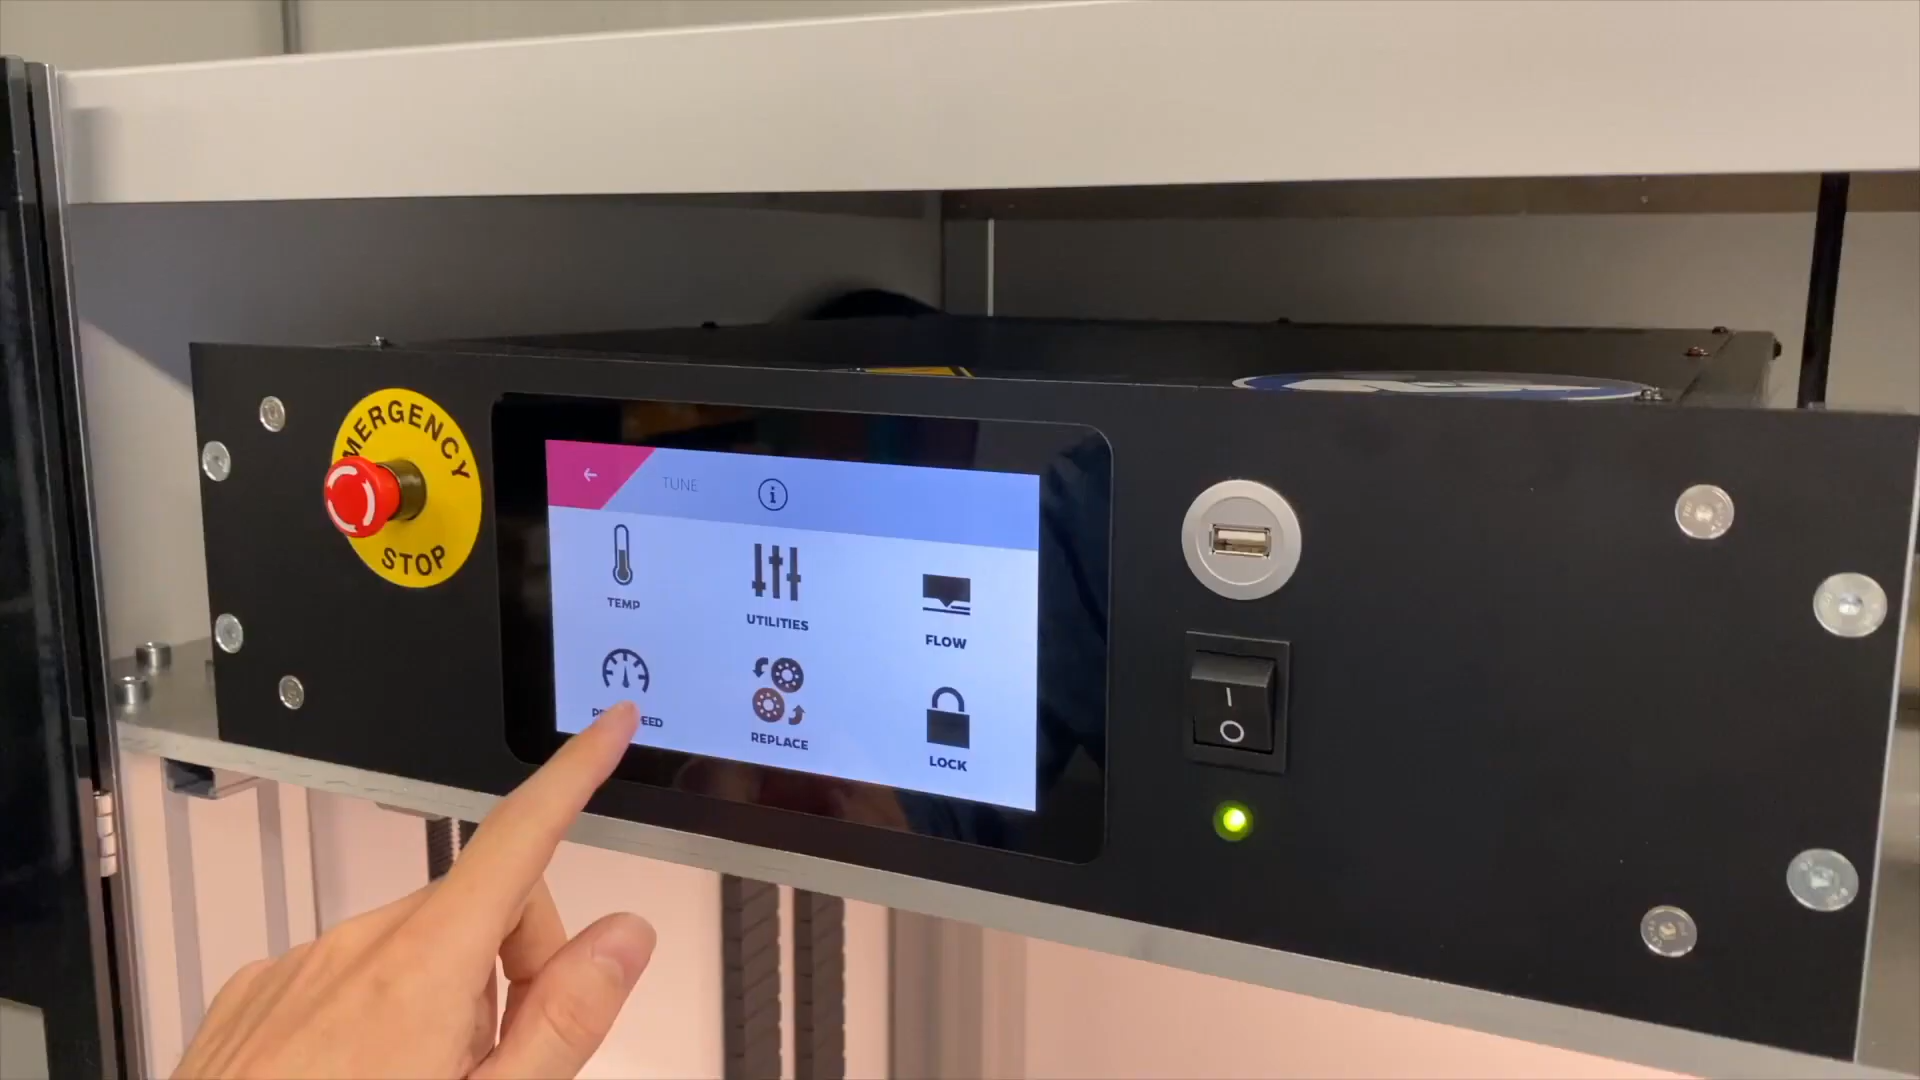 EMERGENCY
STOP
TUNE
TEMP
UTILITIES
FLOW
REPLACE
LOCK